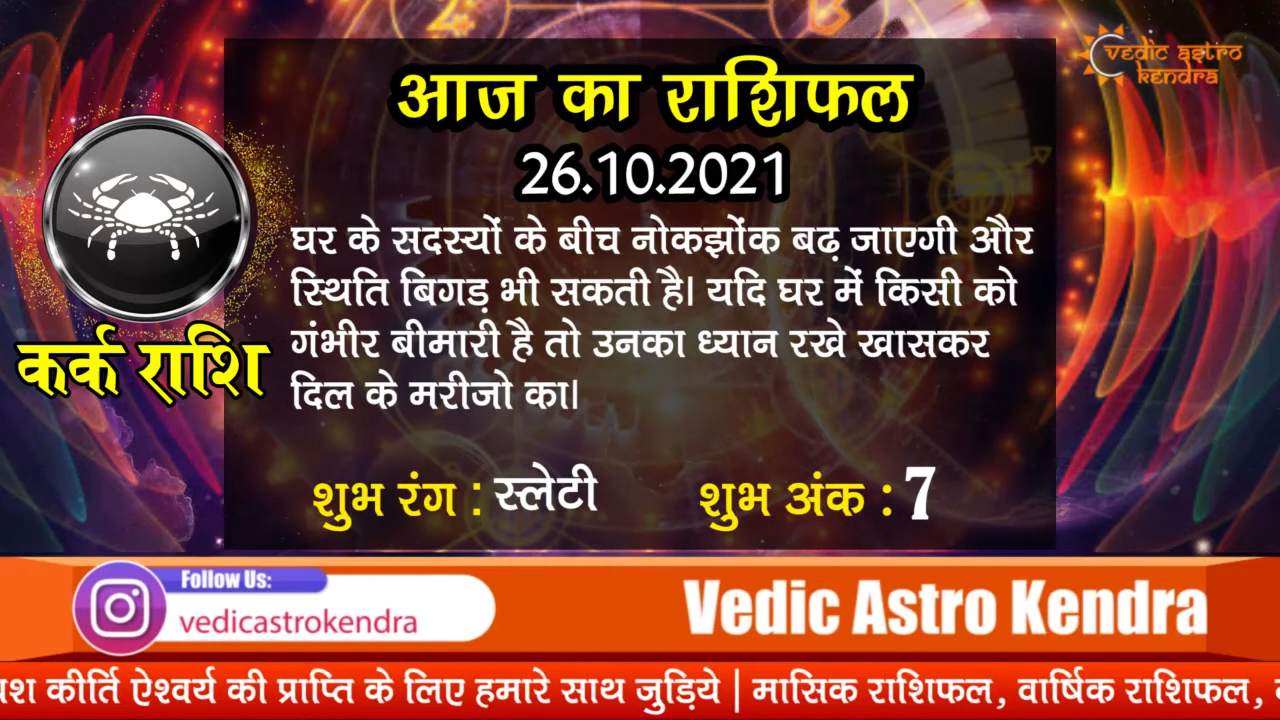 vedic astro
kendra
आज का राशिफल
26.10.2021
घर के सदस्यों के बीच नोकझोंक बढ़ जाएगी और
स्थिति बिगड़ भी सकती है। यदि घर में किसी को
गंभीर बीमारी है तो उनका ध्यान रखे खासकर
दिल के मरीजो का।
कर्क राशि
शुभ रंग : स्लेटी
शुभ अंक : 7
Follow Us:
vedicastrokendra
Vedic Astro Kendra
कीर्ति ऐश्वर्य की प्राप्ति के लिए हमारे साथ जुड़िये | मासिक राशिफल, वार्षिक राशिफल,